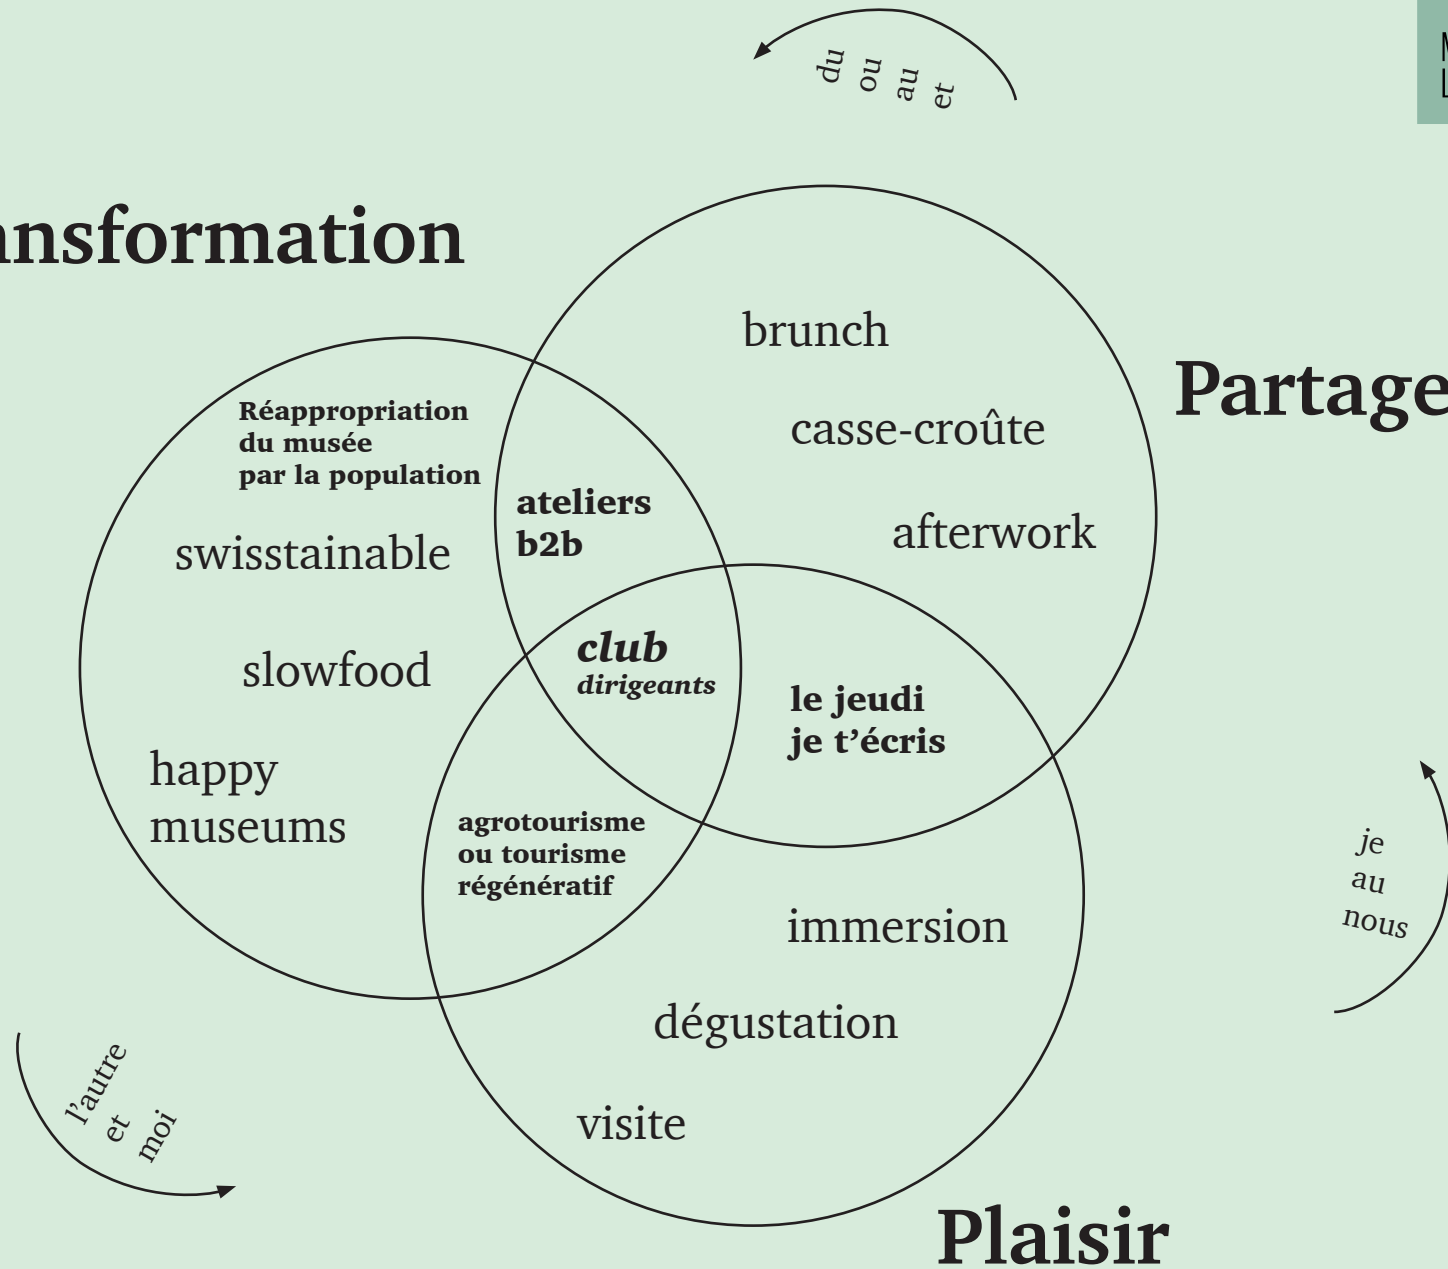 du
ou
au
et
M
L
ansformation
Partage
brunch
casse-croûte
afterwork
Réappropriation
du musée
par la population
swisstainable
slowfood
happy
museums
ateliers
b2b
club
dirigeants
le jeudi
je t’écris
agrotourisme
ou tourisme
régénératif
immersion
dégustation
visite
je
au
nous
l’autre
et
moi
Plaisir